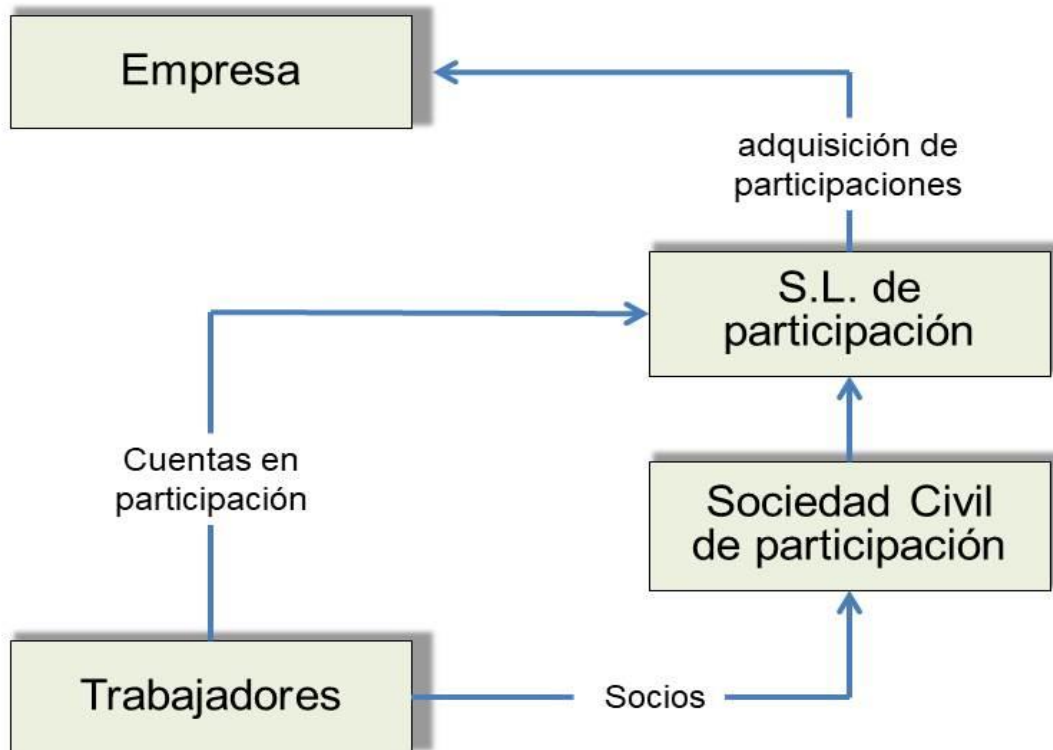 Empresa
adquisición de
participaciones
S.L. de
participación
Cuentas en
participación
Sociedad Civil
de participación
Trabajadores
Socios